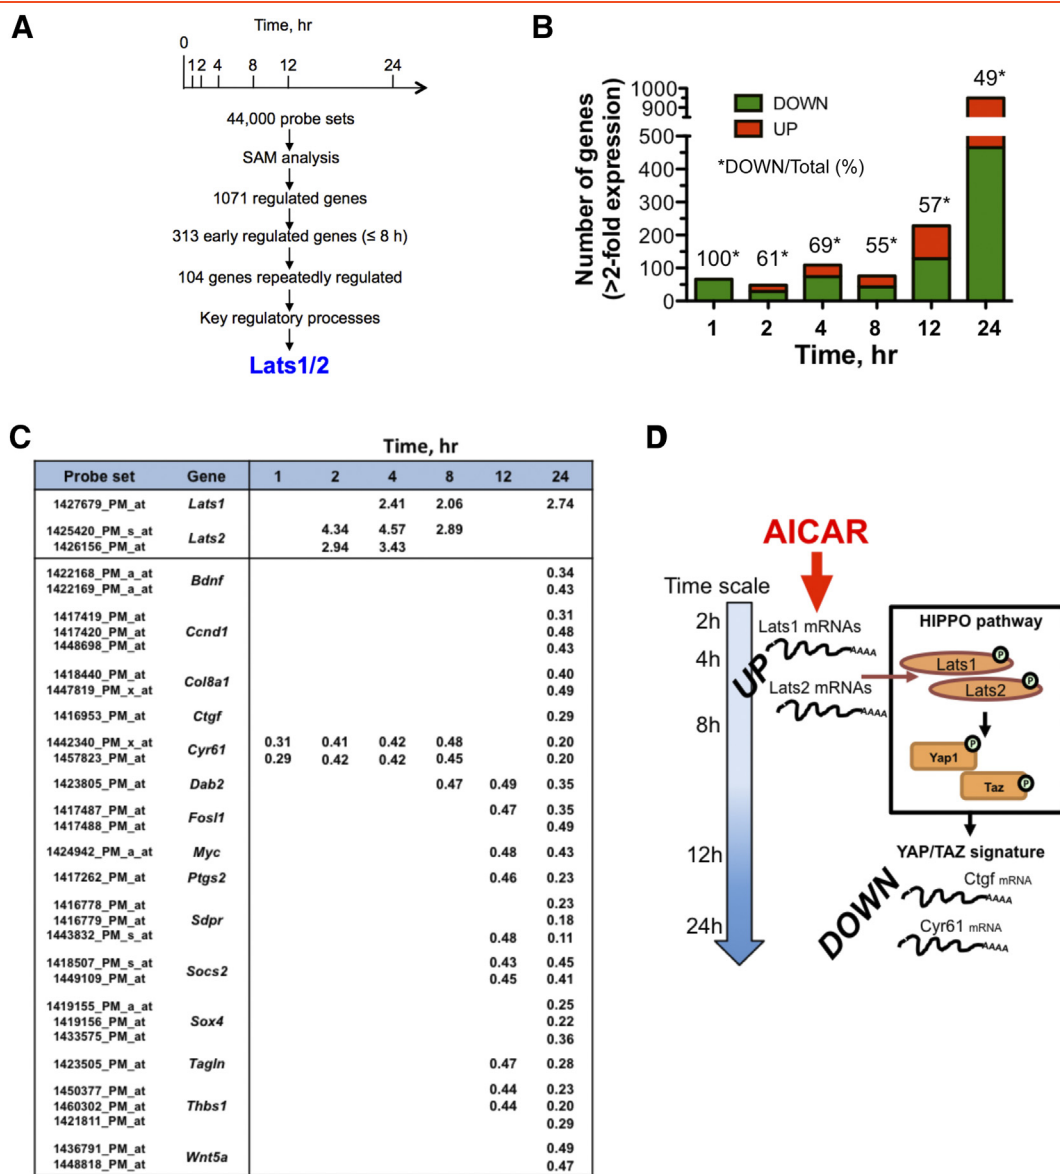 A
Time, hr
0
1 2 4 8 12 24
44,000 probe sets
SAM analysis
1071 regulated genes
313 early regulated genes (≤ 8 h)
104 genes repeatedly regulated
Key regulatory processes
Lats1/2
B
Number of genes
(>2-fold expression)
1000
900
500
400
300
200
100
0
DOWN
UP
*DOWN/Total (%)
100* 61* 69* 55* 57* 49*
1 2 4 8 12 24
Time, hr
C
Time, hr
Probe set Gene 1 2 4 8 12 24
1427679_PM_at Lats1 2.41 2.06 2.74
1425420_PM_s_at Lats2 4.34 4.57 2.89
1426156_PM_at 2.94 3.43
1422168_PM_a_at Bdnf 0.34
1422169_PM_a_at 0.43
1417419_PM_at 0.31
1417420_PM_at Ccnd1 0.48
1448698_PM_at 0.43
1418440_PM_at Col8a1 0.40
1447819_PM_x_at 0.49
1416953_PM_at Ctgf 0.29
1442340_PM_x_at Cyr61 0.31 0.41 0.42 0.48 0.20
1457823_PM_at 0.29 0.42 0.42 0.45 0.20
1423805_PM_at Dab2 0.47 0.49 0.35
1417487_PM_at Fosl1 0.47 0.35
1417488_PM_at 0.49
1424942_PM_a_at Myc 0.48 0.43
1417262_PM_at Ptgs2 0.46 0.23
1416778_PM_at 0.23
1416779_PM_at Sdpr 0.18
1443832_PM_s_at 0.48 0.11
1418507_PM_s_at Socs2 0.43 0.45
1449109_PM_at 0.45 0.41
1419155_PM_a_at 0.25
1419156_PM_at Sox4 0.22
1433575_PM_at 0.36
1423505_PM_at Tagln 0.47 0.28
1450377_PM_at 0.44 0.23
1460302_PM_at Thbs1 0.44 0.20
1421811_PM_at 0.29
1436791_PM_at Wnt5a 0.49
1448818_PM_at 0.47
D
AICAR
Time scale
2h
4h
8h
12h
24h
UP
Lats1 mRNAs
AAAA
Lats2 mRNAs
AAAA
HIPPO pathway
Lats1 P
Lats2 P
Yap1 P
Taz P
YAP/TAZ signature
DOWN
Ctgf mRNA
AAAA
Cyr61 mRNA
AAAA